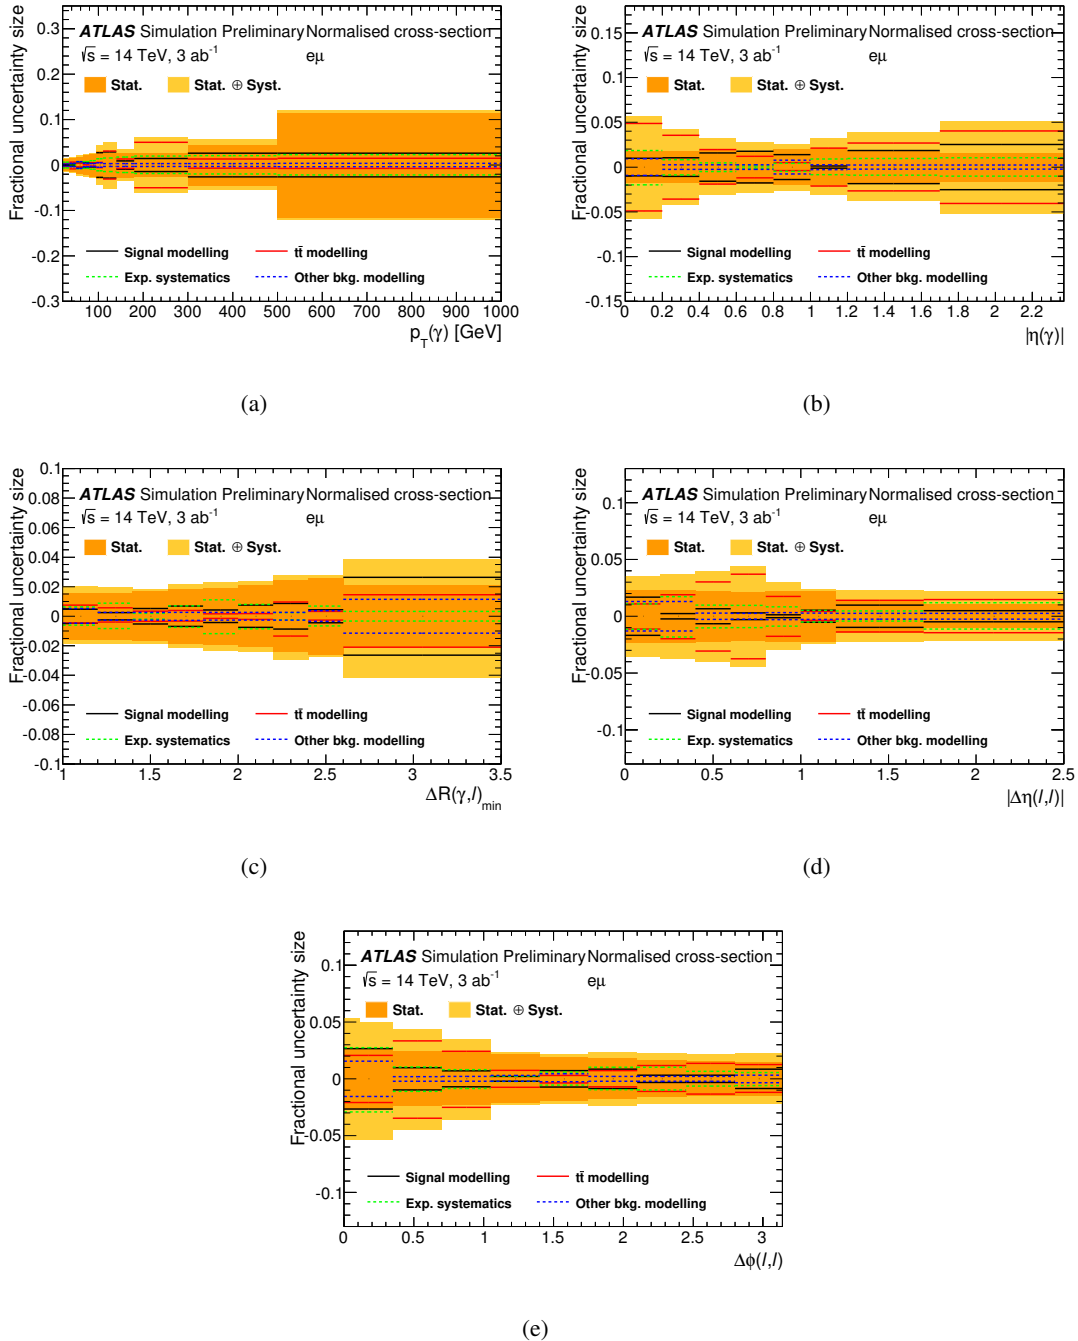 Fractional uncertainty size
ATLAS Simulation Preliminary Normalised cross-section
√s = 14 TeV, 3 ab⁻¹ eμ
Stat. Stat. ⊕ Syst.
Signal modelling tt̄ modelling
Exp. systematics Other bkg. modelling
0.3
0.2
0.1
0
-0.1
-0.2
-0.3
100 200 300 400 500 600 700 800 900 1000
p_T(γ) [GeV]
(a)
Fractional uncertainty size
ATLAS Simulation Preliminary Normalised cross-section
√s = 14 TeV, 3 ab⁻¹ eμ
Stat. Stat. ⊕ Syst.
Signal modelling tt̄ modelling
Exp. systematics Other bkg. modelling
0.15
0.1
0.05
0
-0.05
-0.1
-0.15
0 0.2 0.4 0.6 0.8 1 1.2 1.4 1.6 1.8 2 2.2
|η(γ)|
(b)
Fractional uncertainty size
ATLAS Simulation Preliminary Normalised cross-section
√s = 14 TeV, 3 ab⁻¹ eμ
Stat. Stat. ⊕ Syst.
Signal modelling tt̄ modelling
Exp. systematics Other bkg. modelling
0.1
0.08
0.06
0.04
0.02
0
-0.02
-0.04
-0.06
-0.08
-0.1
1 1.5 2 2.5 3 3.5
ΔR(γ,l)_min
(c)
Fractional uncertainty size
ATLAS Simulation Preliminary Normalised cross-section
√s = 14 TeV, 3 ab⁻¹ eμ
Stat. Stat. ⊕ Syst.
Signal modelling tt̄ modelling
Exp. systematics Other bkg. modelling
0.1
0.05
0
-0.05
-0.1
0 0.5 1 1.5 2 2.5
|Δη(l,l)|
(d)
Fractional uncertainty size
ATLAS Simulation Preliminary Normalised cross-section
√s = 14 TeV, 3 ab⁻¹ eμ
Stat. Stat. ⊕ Syst.
Signal modelling tt̄ modelling
Exp. systematics Other bkg. modelling
0.1
0.05
0
-0.05
-0.1
0 0.5 1 1.5 2 2.5 3
Δϕ(l,l)
(e)